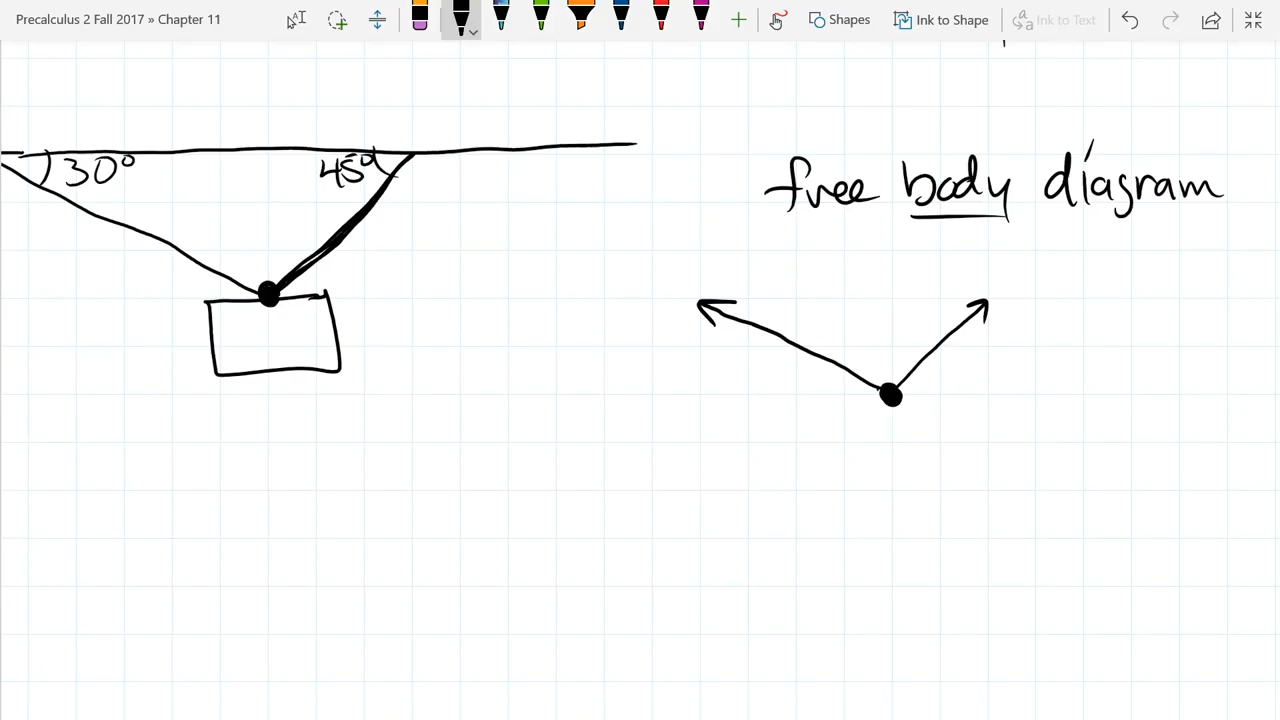 Precalculus 2 Fall 2017 » Chapter 11
Shapes
Ink to Shape
Ink to Text
30° 45°
free body diagram